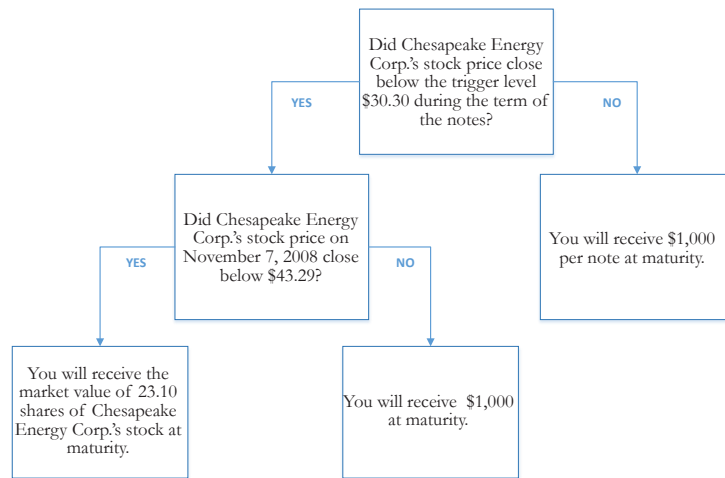 Did Chesapeake Energy
Corp.'s stock price close
below the trigger level
$30.30 during the term of
the notes?
YES
NO
Did Chesapeake Energy
Corp.'s stock price on
November 7, 2008 close
below $43.29?
You will receive $1,000
per note at maturity.
YES
NO
You will receive the
market value of 23.10
shares of Chesapeake
Energy Corp.'s stock at
maturity.
You will receive $1,000
at maturity.